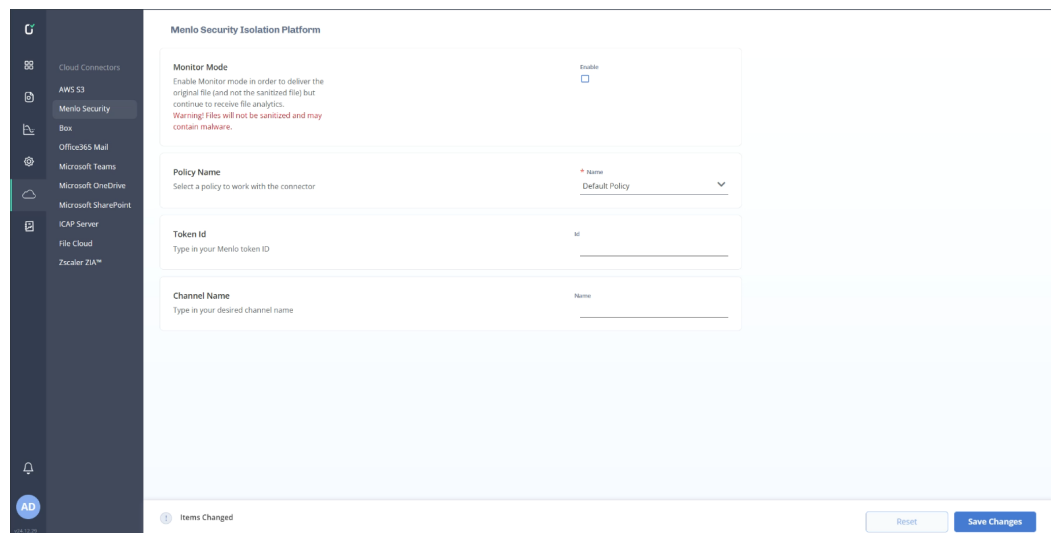 Menlo Security Isolation Platform
Cloud Connectors
AWS S3
Menlo Security
Box
Office365 Mail
Microsoft Teams
Microsoft OneDrive
Microsoft SharePoint
ICAP Server
File Cloud
Zscaler ZIA™
Monitor Mode
Enable Monitor mode in order to deliver the
original file (and not the sanitized file) but
continue to receive file analytics.
Warning! Files will not be sanitized and may
contain malware.
Enable
Policy Name
Select a policy to work with the connector
* Name
Default Policy
Token Id
Type in your Menlo token ID
Id
Channel Name
Type in your desired channel name
Name
AD
Items Changed
Reset
Save Changes